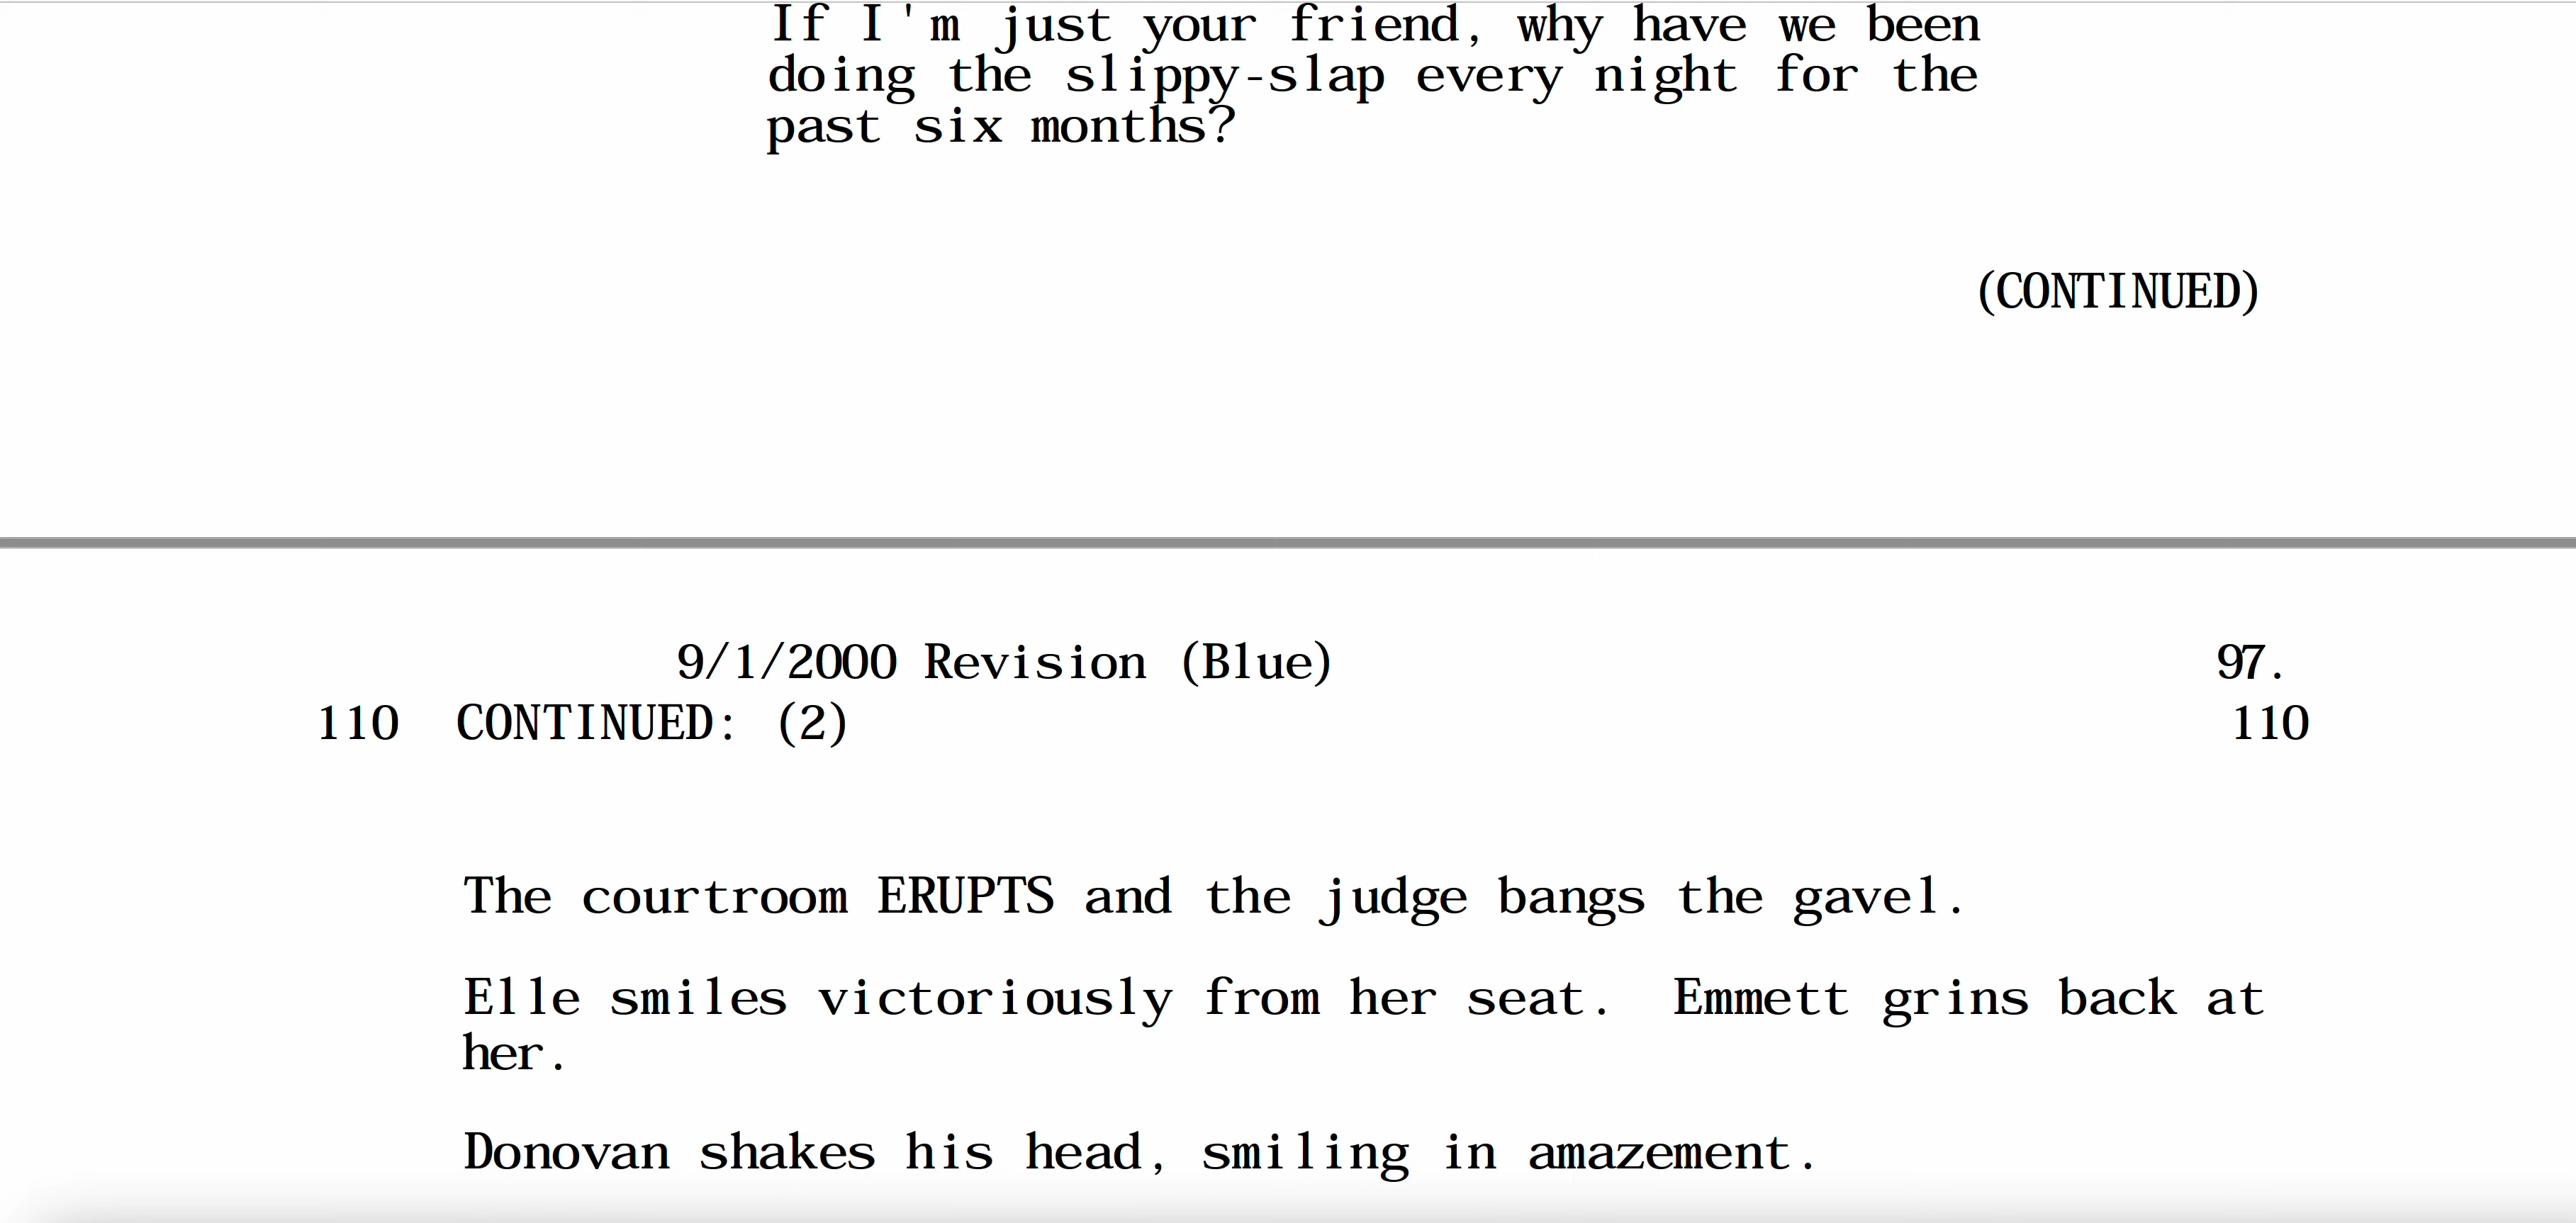 If I'm just your friend, why have we been
doing the slippy-slap every night for the
past six months?
(CONTINUED)
9/1/2000 Revision (Blue) 97.
110 CONTINUED: (2) 110
The courtroom ERUPTS and the judge bangs the gavel.
Elle smiles victoriously from her seat. Emmett grins back at
her.
Donovan shakes his head, smiling in amazement.